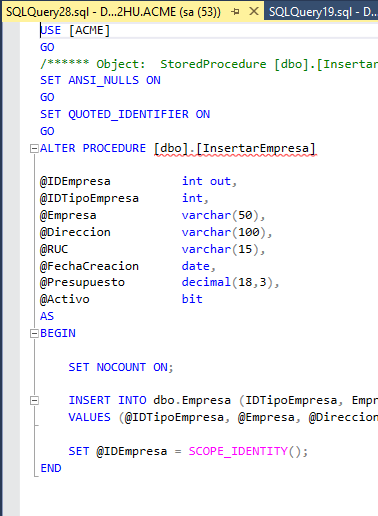 SQLQuery28.sql - D...2HU.ACME (sa (53)) SQLQuery19.sql - D
USE [ACME]
GO
/****** Object:  StoredProcedure [dbo].[Insertar
SET ANSI_NULLS ON
GO
SET QUOTED_IDENTIFIER ON
GO
ALTER PROCEDURE [dbo].[InsertarEmpresa]
@IDEmpresa int out,
@IDTipoEmpresa int,
@Empresa varchar(50),
@Direccion varchar(100),
@RUC varchar(15),
@FechaCreacion date,
@Presupuesto decimal(18,3),
@Activo bit
AS
BEGIN
SET NOCOUNT ON;
INSERT INTO dbo.Empresa (IDTipoEmpresa, Empr
VALUES (@IDTipoEmpresa, @Empresa, @Direccion
SET @IDEmpresa = SCOPE_IDENTITY();
END